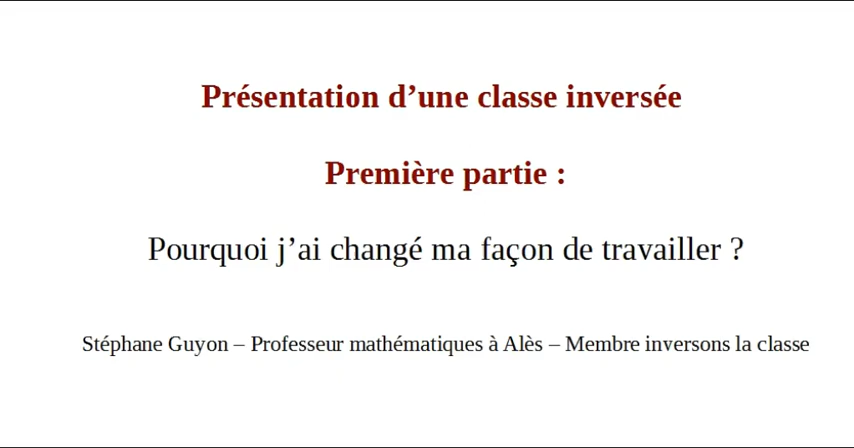 Présentation d’une classe inversée
Première partie :
Pourquoi j’ai changé ma façon de travailler ?
Stéphane Guyon – Professeur mathématiques à Alès – Membre inversons la classe